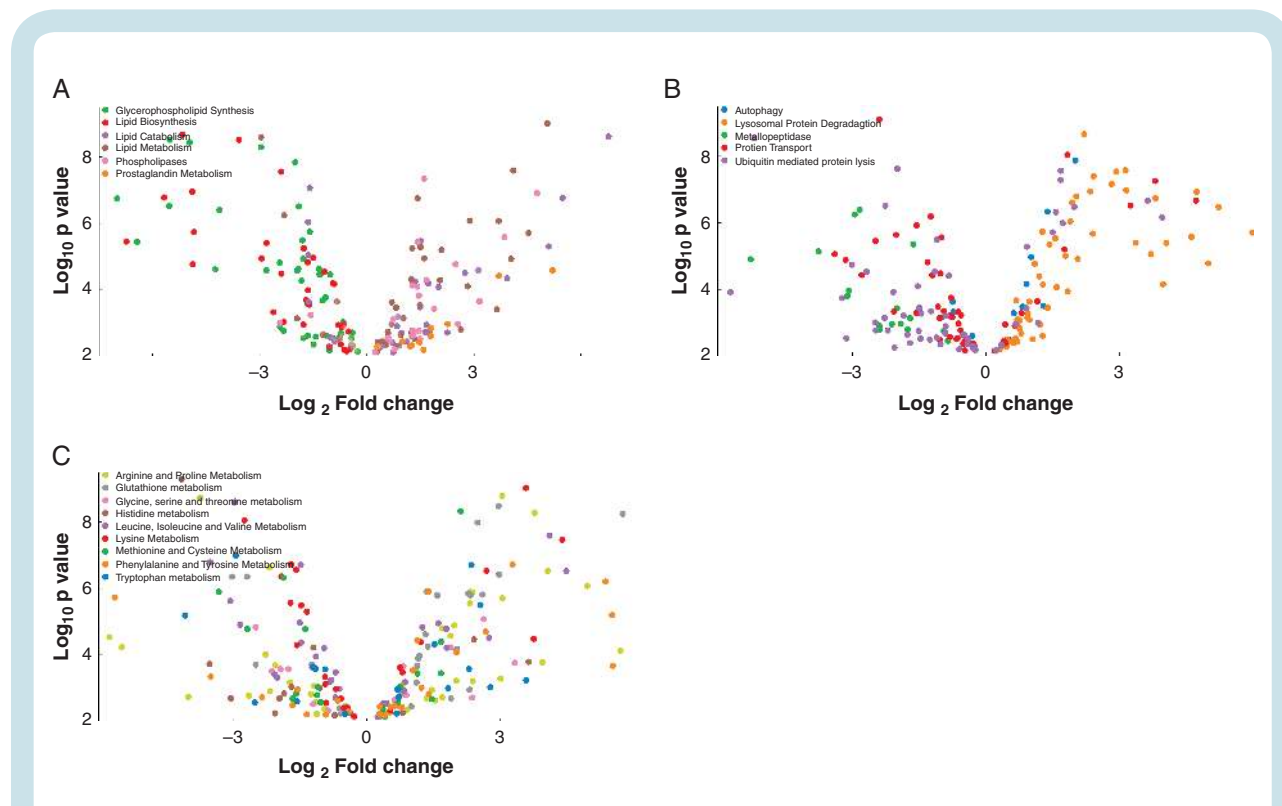 A
Glycerophospholipid Synthesis
Lipid Biosynthesis
Lipid Catabolism
Lipid Metabolism
Phospholipases
Prostaglandin Metabolism
Log10 p value
8
6
4
2
−3 0 3
Log 2 Fold change
B
Autophagy
Lysosomal Protein Degradagtion
Metallopeptidase
Protien Transport
Ubiquitin mediated protein lysis
Log10 p value
8
6
4
2
−3 0 3
Log 2 Fold change
C
Arginine and Proline Metabolism
Glutathione metabolism
Glycine, serine and threonine metabolism
Histidine metabolism
Leucine, Isoleucine and Valine Metabolism
Lysine Metabolism
Methionine and Cysteine Metabolism
Phenylalanine and Tyrosine Metabolism
Tryptophan metabolism
Log10 p value
8
6
4
2
−3 0 3
Log 2 Fold change